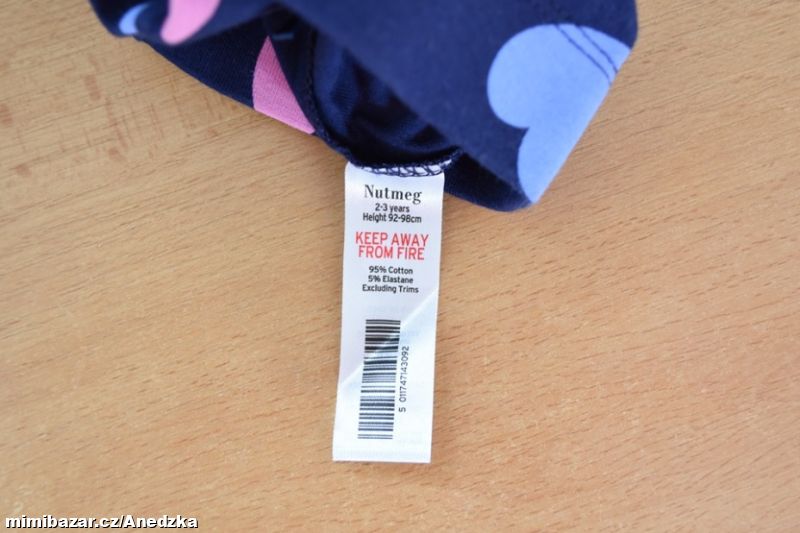 Nutmeg
2-3 years
Height 92-98cm
KEEP AWAY
FROM FIRE
95% Cotton
5% Elastane
Excluding Trims
5 011747143092
mimibazar.cz/Anedzka